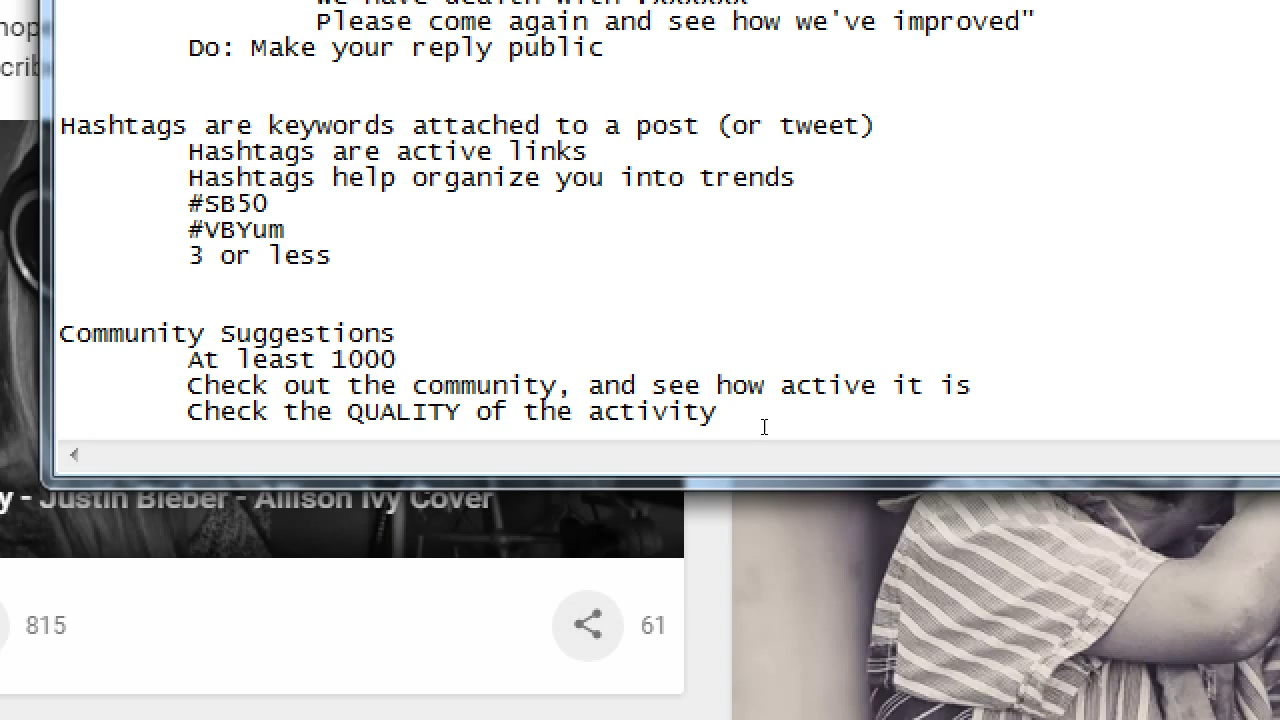 Please come again and see how we've improved"
Do: Make your reply public
Hashtags are keywords attached to a post (or tweet)
Hashtags are active links
Hashtags help organize you into trends
#SB50
#VBYum
3 or less
Community Suggestions
At least 1000
Check out the community, and see how active it is
Check the QUALITY of the activity
y - Justin Bieber - Allison Ivy Cover
815
61